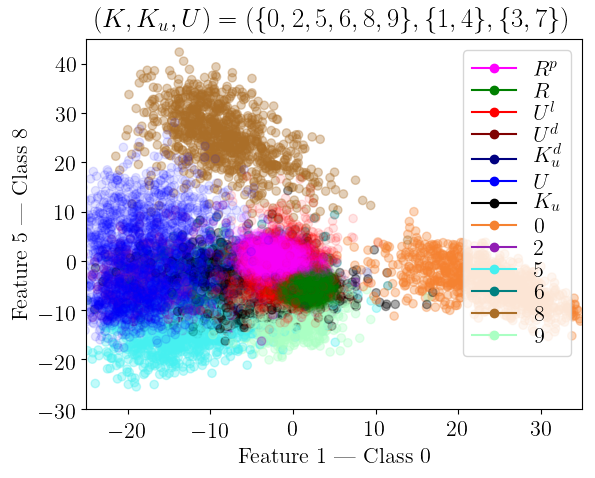 (K, K_u, U) = ({0, 2, 5, 6, 8, 9}, {1, 4}, {3, 7})
Feature 5 — Class 8
40
30
20
10
0
−10
−20
−30
−20
−10
0
10
20
30
Feature 1 — Class 0
R^p
R
U^l
U^d
K_u^d
U
K_u
0
2
5
6
8
9